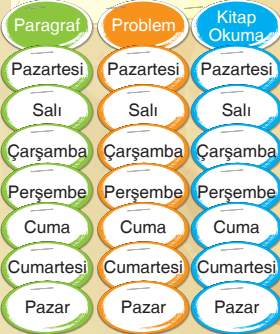 Paragraf Problem Kitap
Okuma
Pazartesi Pazartesi Pazartesi
Salı Salı Salı
Çarşamba Çarşamba Çarşamba
Perşembe Perşembe Perşembe
Cuma Cuma Cuma
Cumartesi Cumartesi Cumartesi
Pazar Pazar Pazar